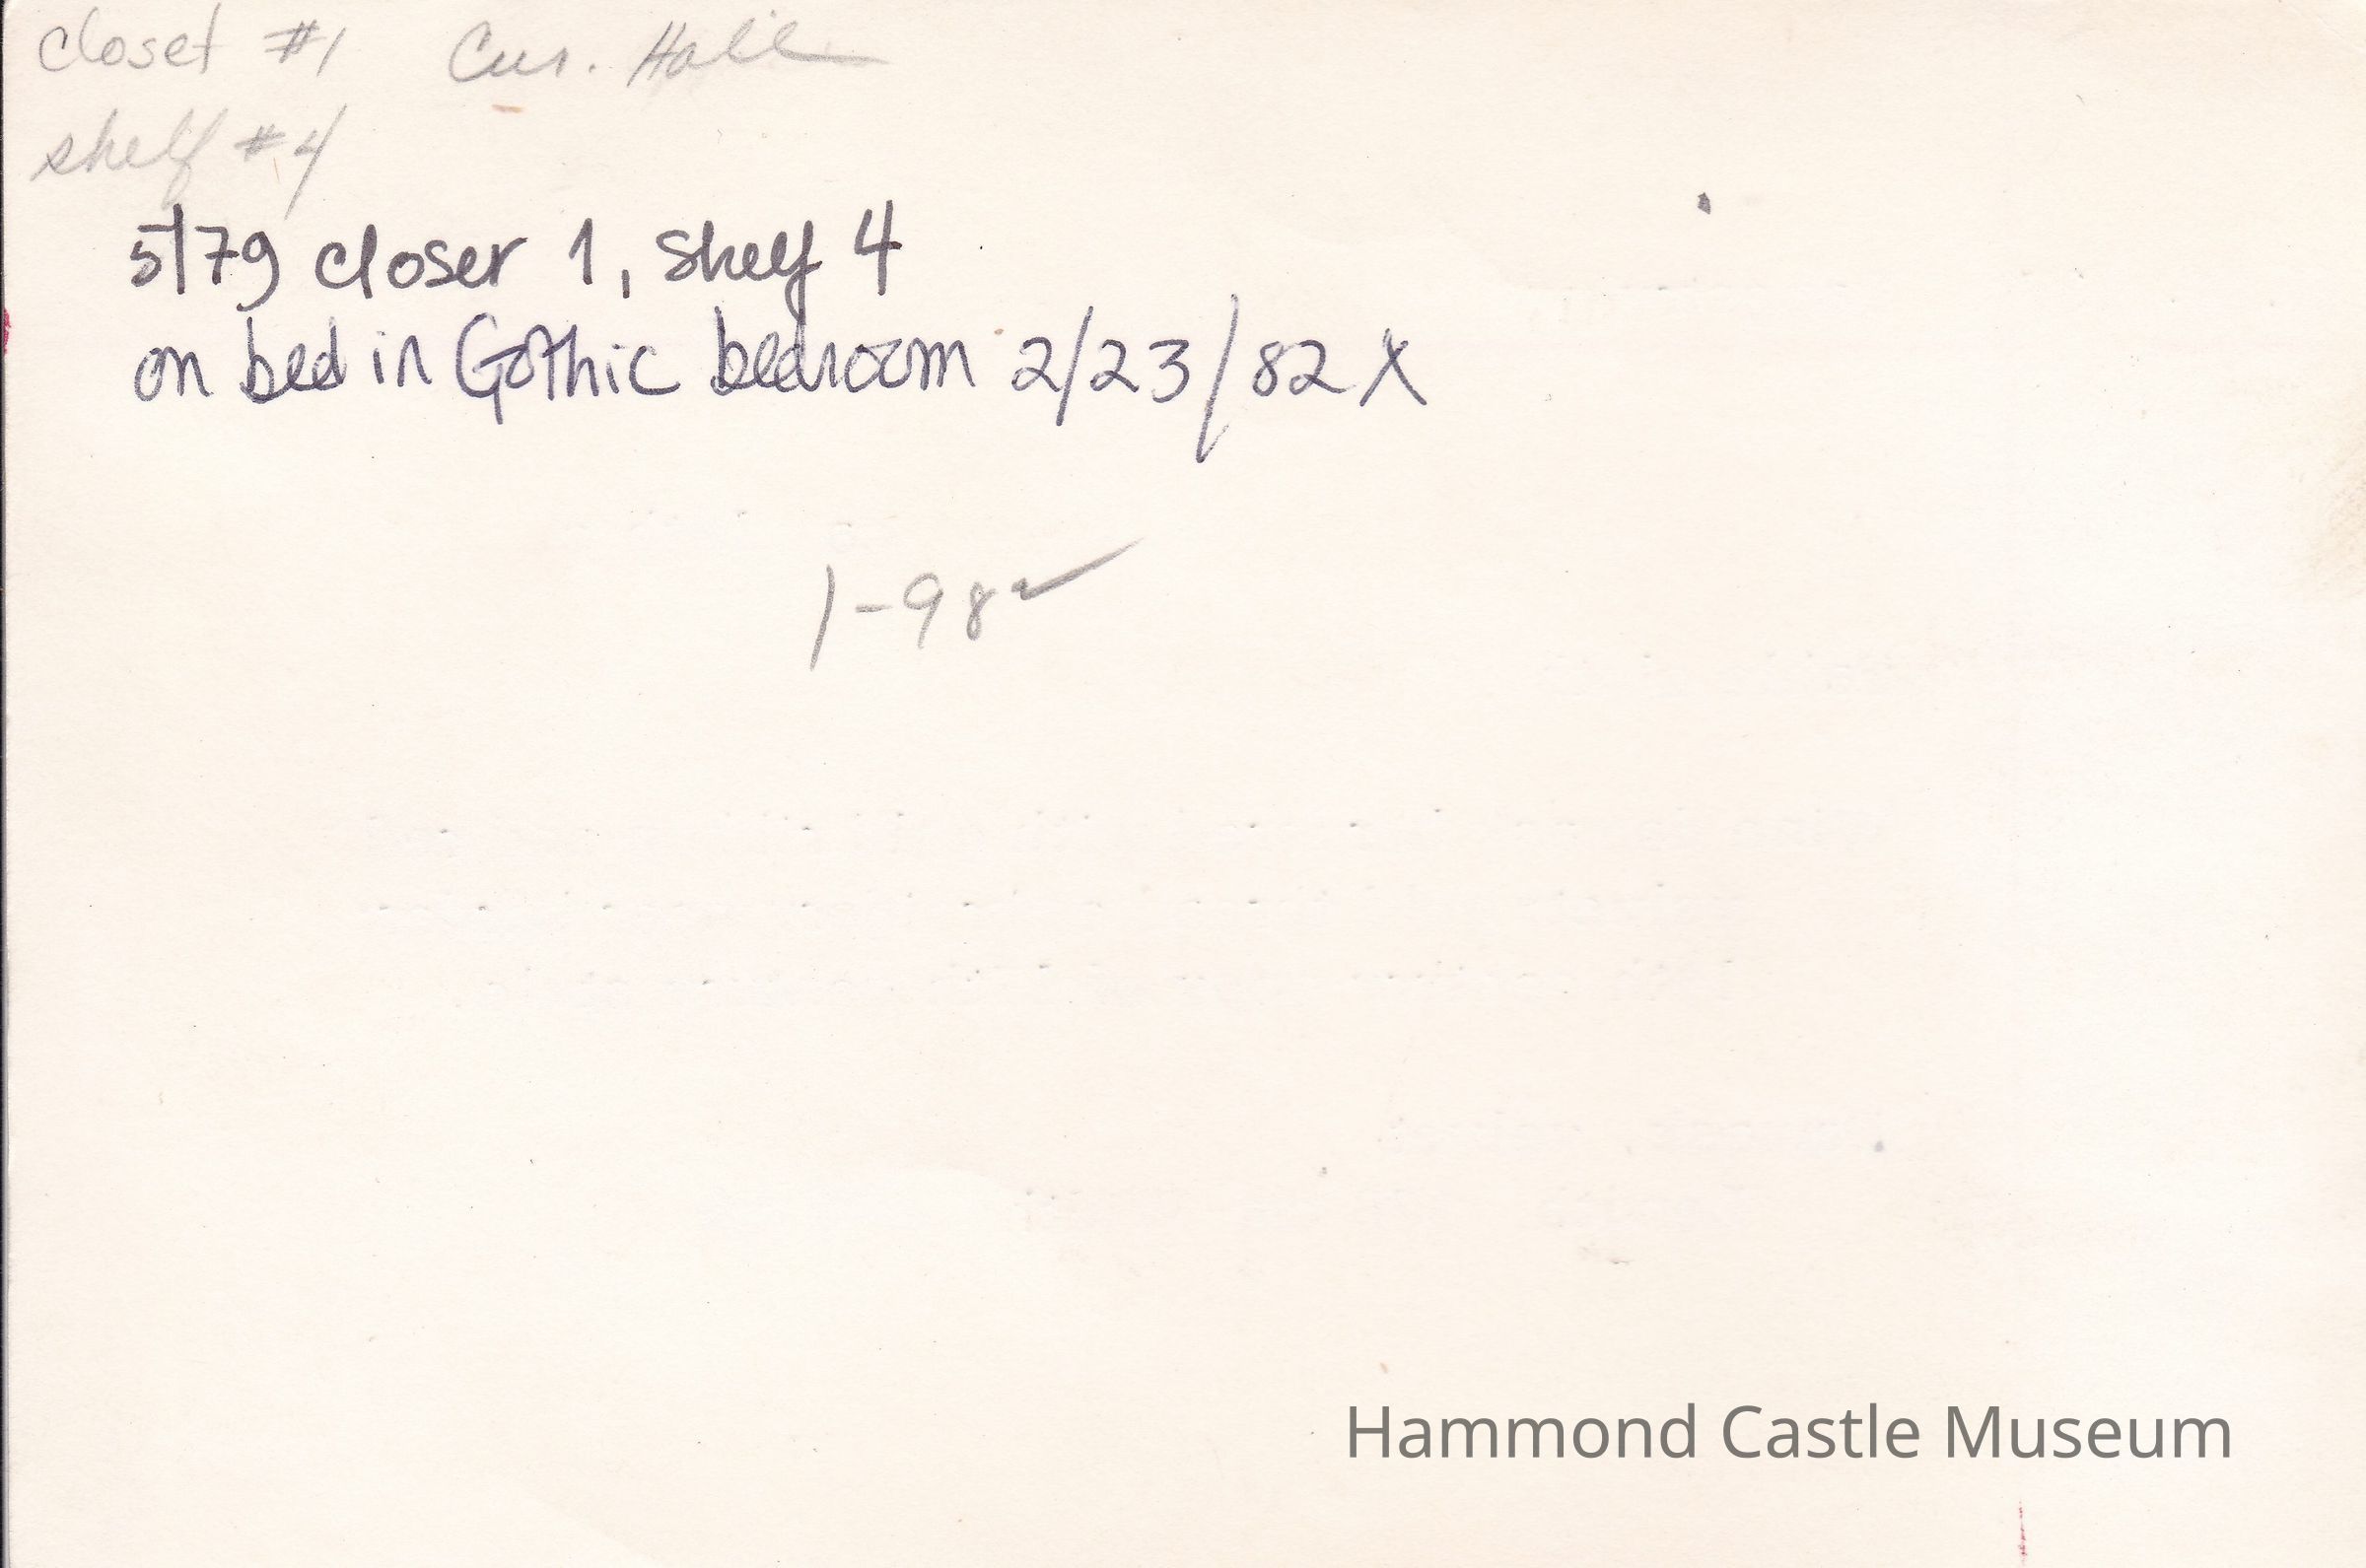 closet #1 Cur. Hall
shelf #4
5/79 closet 1, shelf 4
on bed in Gothic bedroom 2/23/82 X
1-98 ✓
Hammond Castle Museum